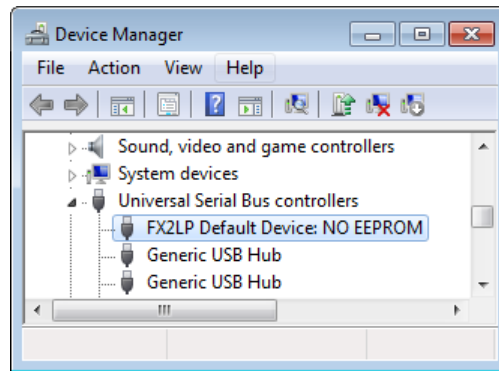 Device Manager
File Action View Help
Sound, video and game controllers
System devices
Universal Serial Bus controllers
FX2LP Default Device: NO EEPROM
Generic USB Hub
Generic USB Hub